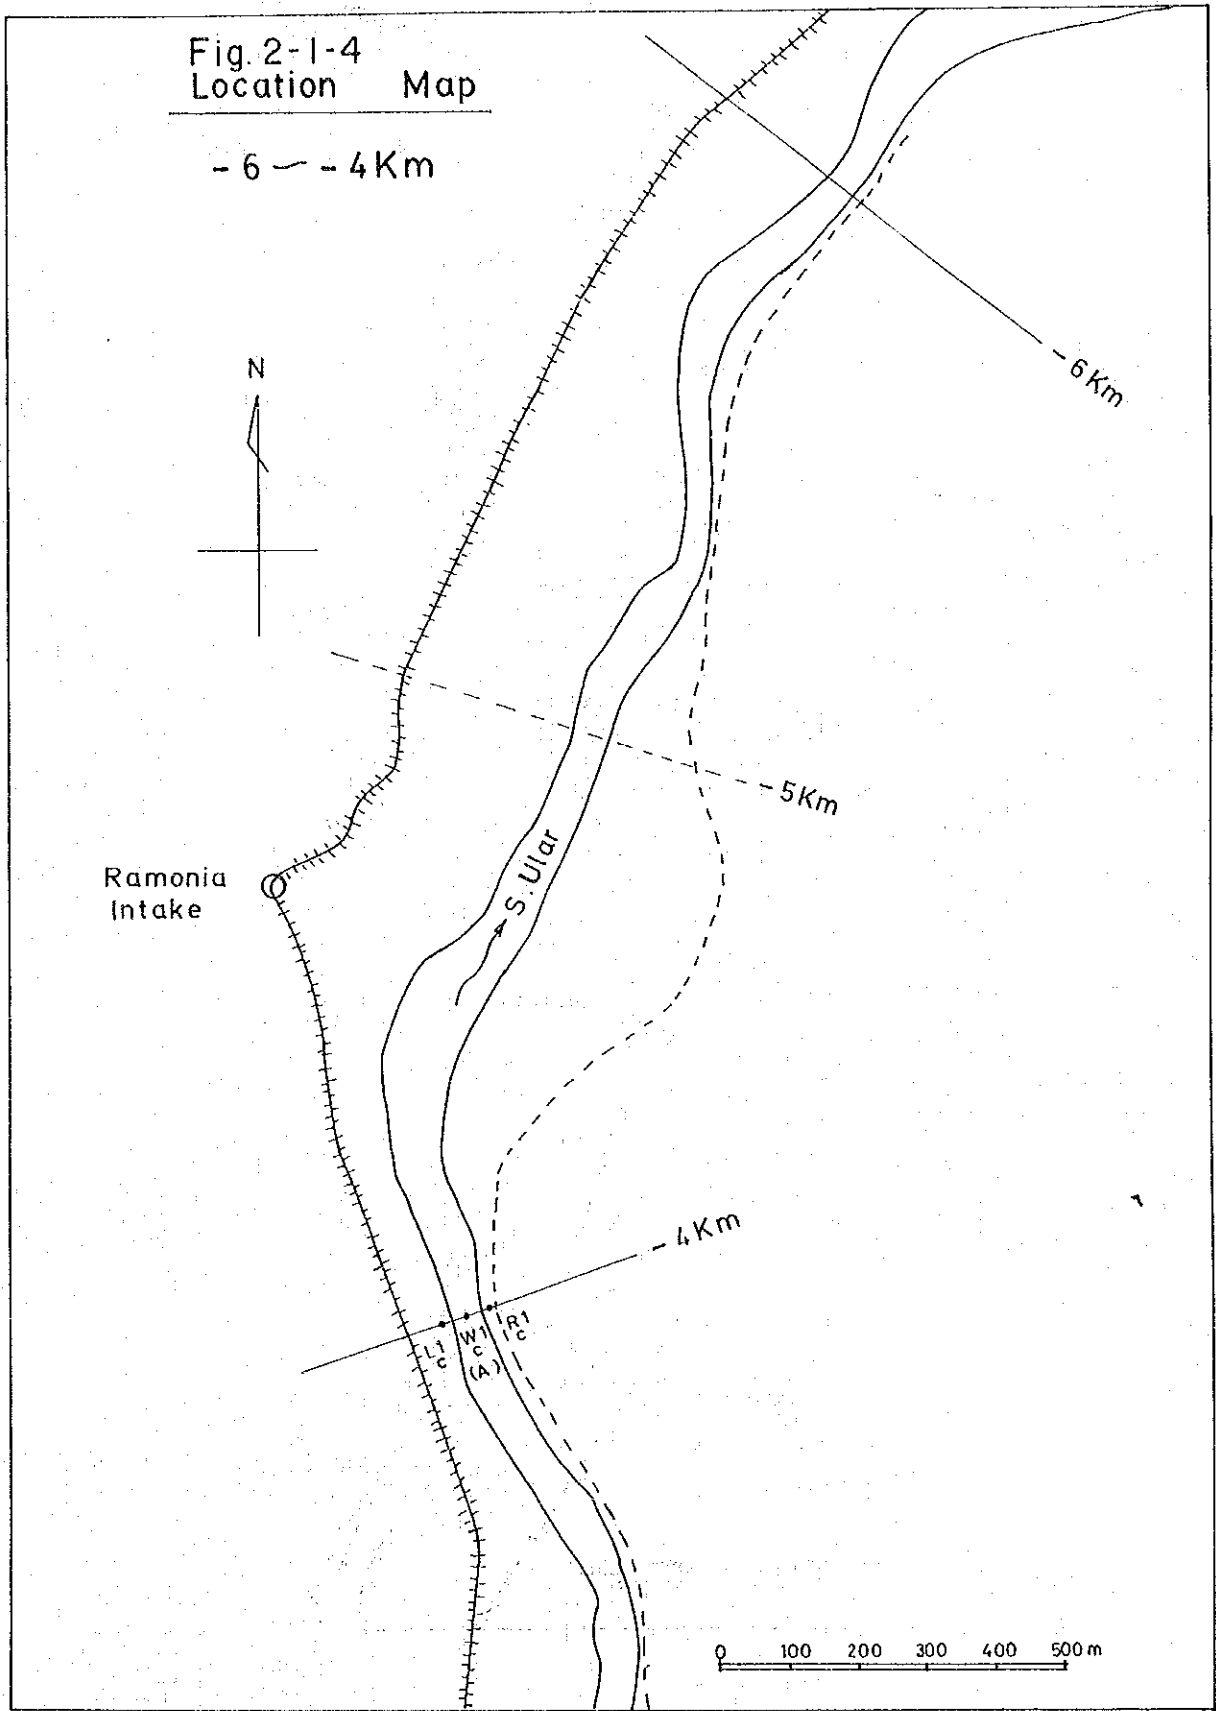 Fig. 2-1-4
Location Map
-6 ~ -4Km
N
-6Km
-5Km
S. Ular
Ramonia
Intake
-4Km
L1
c
W1
c
(A)
R1
c
0 100 200 300 400 500m